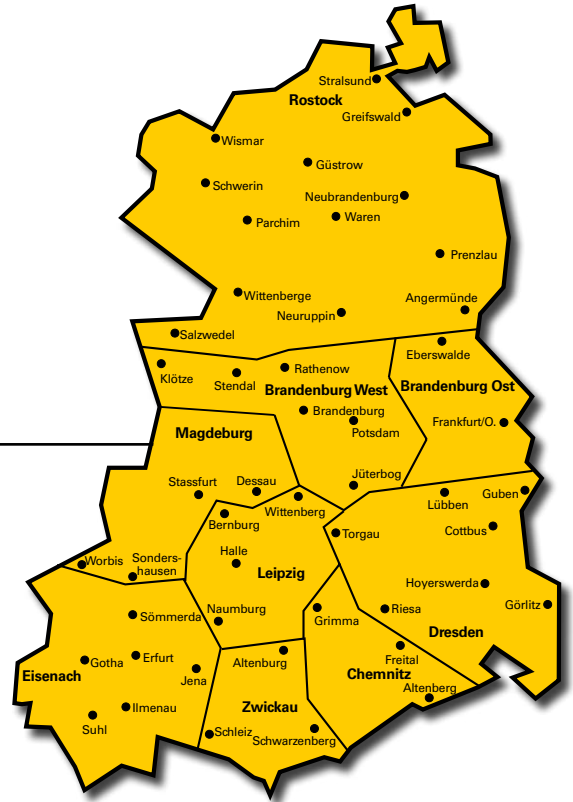 Stralsund
Rostock
Greifswald
Wismar
Güstrow
Schwerin
Neubrandenburg
Parchim
Waren
Prenzlau
Wittenberge
Angermünde
Neuruppin
Salzwedel
Eberswalde
Klötze
Stendal
Rathenow
Brandenburg West
Brandenburg Ost
Brandenburg
Potsdam
Frankfurt/O.
Magdeburg
Stassfurt
Dessau
Jüterbog
Wittenberg
Lübben
Guben
Bernburg
Torgau
Cottbus
Worbis
Sonders-
hausen
Halle
Leipzig
Hoyerswerda
Görlitz
Sömmerda
Naumburg
Grimma
Riesa
Dresden
Eisenach
Gotha
Erfurt
Jena
Altenburg
Freital
Chemnitz
Altenberg
Ilmenau
Suhl
Zwickau
Schleiz
Schwarzenberg